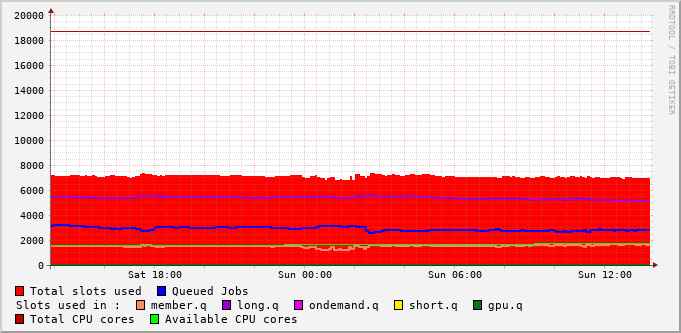 20000
18000
16000
14000
12000
10000
8000
6000
4000
2000
0
Sat 18:00 Sun 00:00 Sun 06:00 Sun 12:00
RRDTOOL / TOBI OETIKER
Total slots used Queued Jobs
Slots used in : member.q long.q ondemand.q short.q gpu.q
Total CPU cores Available CPU cores